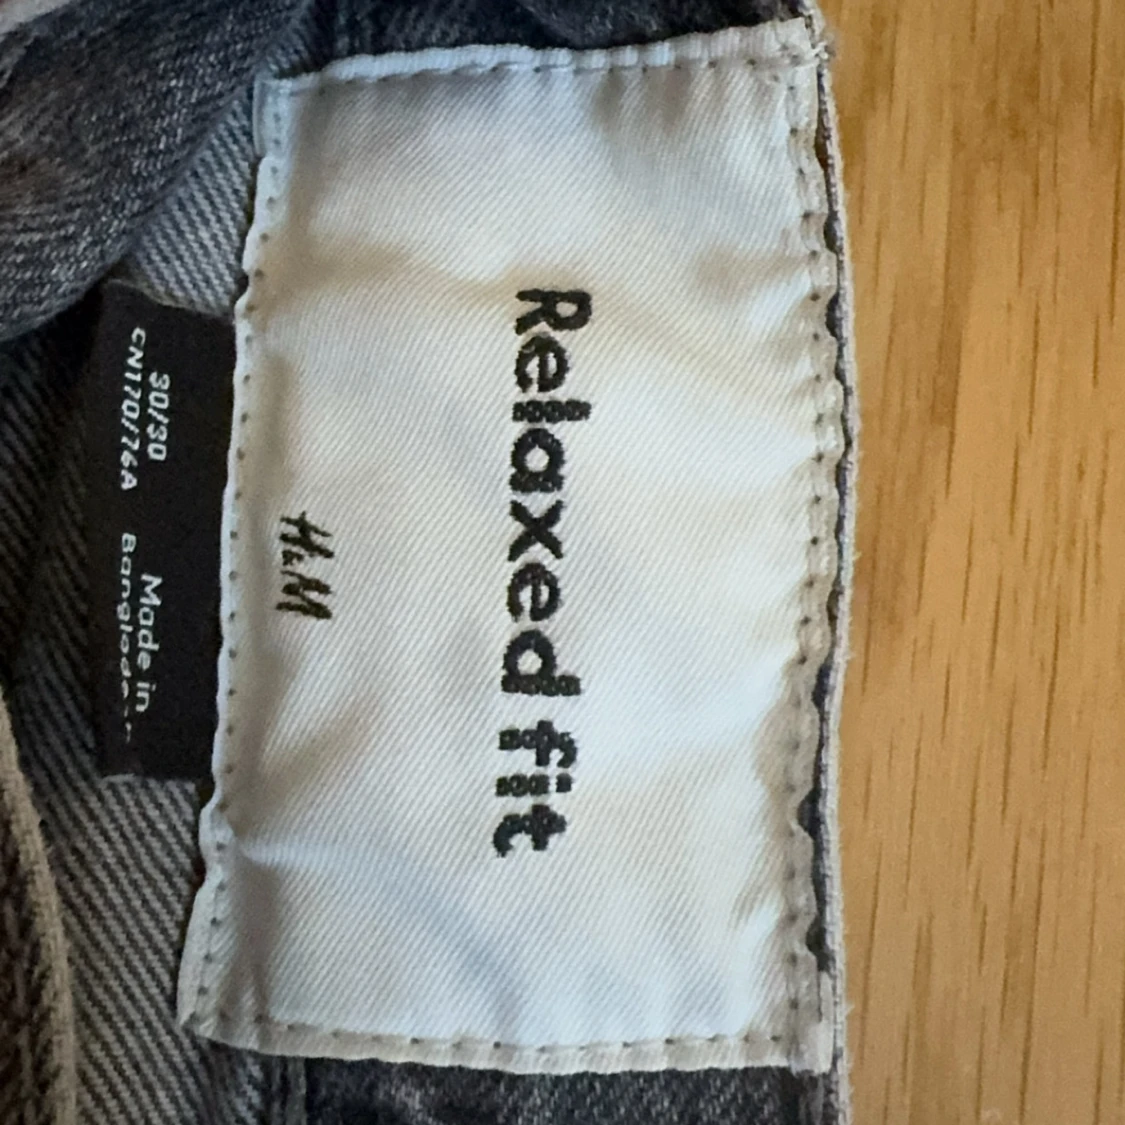 Relaxed fit
H&M
30/30
CN170/76A
Made in